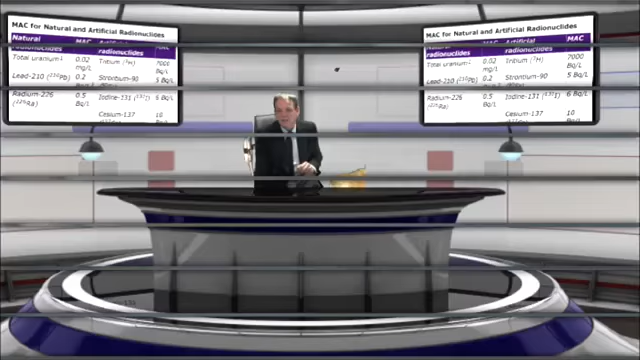 MAC for Natural and Artificial Radionuclides
Natural radionuclides MAC Artificial radionuclides MAC
Total uranium 0.02 mg/L Tritium (³H) 7000 Bq/L
Lead-210 (²¹⁰Pb) 0.2 Strontium-90 5 Bq/L
Radium-226 (²²⁶Ra) 0.5 Bq/L Iodine-131 (¹³¹I) 6 Bq/L
Cesium-137 10
MAC for Natural and Artificial Radionuclides
Natural radionuclides Artificial radionuclides MAC
Total uranium 0.02 mg/L Tritium (³H) 7000 Bq/L
Lead-210 (²¹⁰Pb) 0.2 Strontium-90 5 Bq/L
Radium-226 (²²⁶Ra) 0.5 Bq/L Iodine-131 (¹³¹I) 6 Bq/L
Cesium-137 10